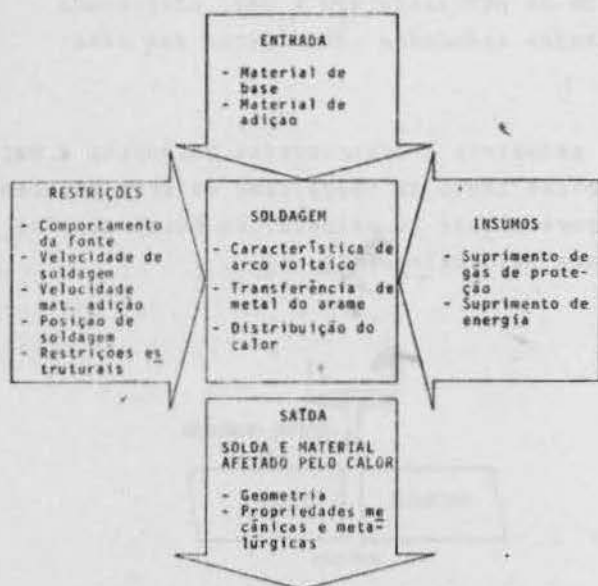 ENTRADA
- Material de
base
- Material de
adição
RESTRIÇÕES
- Comportamento
da fonte
- Velocidade de
soldagem
- Velocidade
mat. adição
- Posição de
soldagem
- Restrições es
truturais
SOLDAGEM
- Característica de
arco voltaico
- Transferência de
metal do arame
- Distribuição do
calor
INSUMOS
- Suprimento de
gás de prote-
ção
- Suprimento de
energia
SAÍDA
SOLDA E MATERIAL
AFETADO PELO CALOR
- Geometria
- Propriedades me
cânicas e meta-
lúrgicas